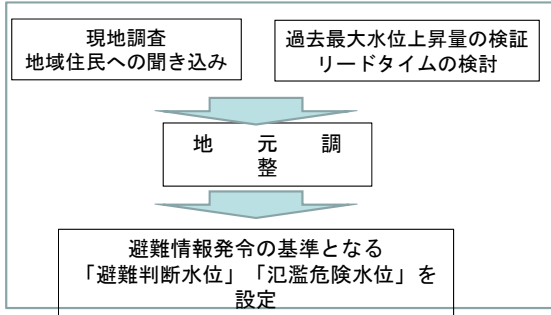 現地調査
地域住民への聞き込み
過去最大水位上昇量の検証
リードタイムの検討
地　元　調
整
避難情報発令の基準となる
「避難判断水位」「氾濫危険水位」を
設定